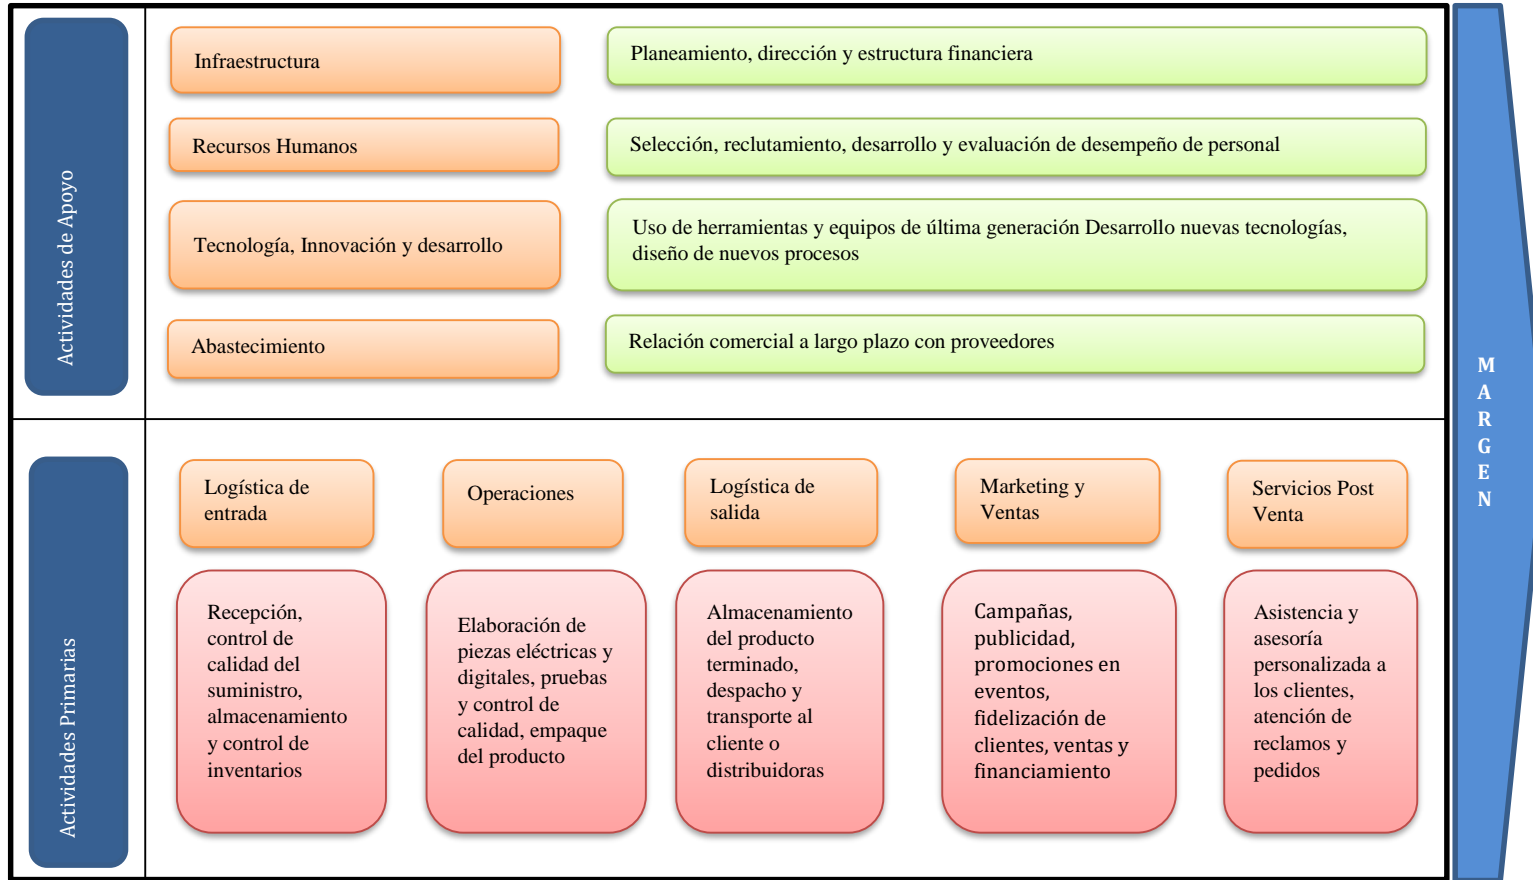 Actividades de Apoyo
Infraestructura
Planeamiento, dirección y estructura financiera
Recursos Humanos
Selección, reclutamiento, desarrollo y evaluación de desempeño de personal
Tecnología, Innovación y desarrollo
Uso de herramientas y equipos de última generación Desarrollo nuevas tecnologías,
diseño de nuevos procesos
Abastecimiento
Relación comercial a largo plazo con proveedores
Actividades Primarias
Logística de
entrada
Recepción,
control de
calidad del
suministro,
almacenamiento
y control de
inventarios
Operaciones
Elaboración de
piezas eléctricas y
digitales, pruebas
y control de
calidad, empaque
del producto
Logística de
salida
Almacenamiento
del producto
terminado,
despacho y
transporte al
cliente o
distribuidoras
Marketing y
Ventas
Campañas,
publicidad,
promociones en
eventos,
fidelización de
clientes, ventas y
financiamiento
Servicios Post
Venta
Asistencia y
asesoría
personalizada a
los clientes,
atención de
reclamos y
pedidos
M
A
R
G
E
N